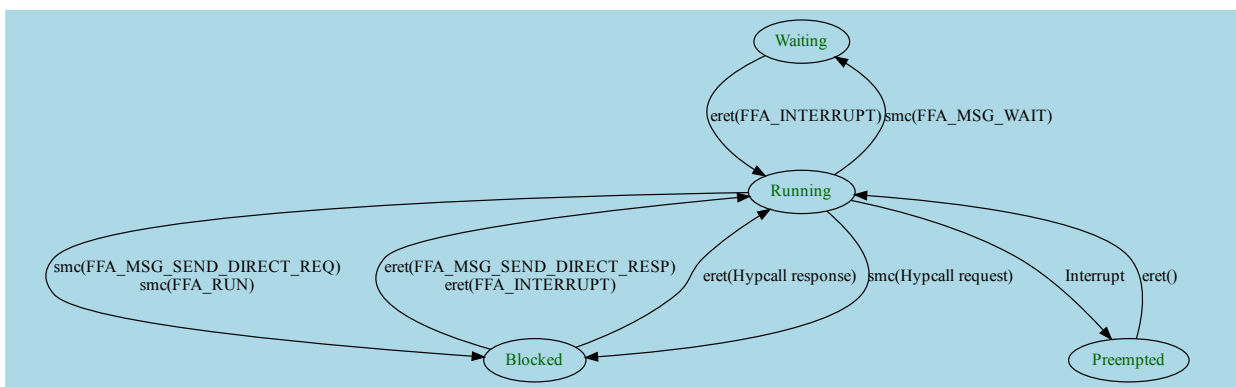 Waiting
eret(FFA_INTERRUPT)
smc(FFA_MSG_WAIT)
Running
smc(FFA_MSG_SEND_DIRECT_REQ)
smc(FFA_RUN)
eret(FFA_MSG_SEND_DIRECT_RESP)
eret(FFA_INTERRUPT)
eret(Hypcall response)
smc(Hypcall request)
Interrupt
eret()
Blocked
Preempted